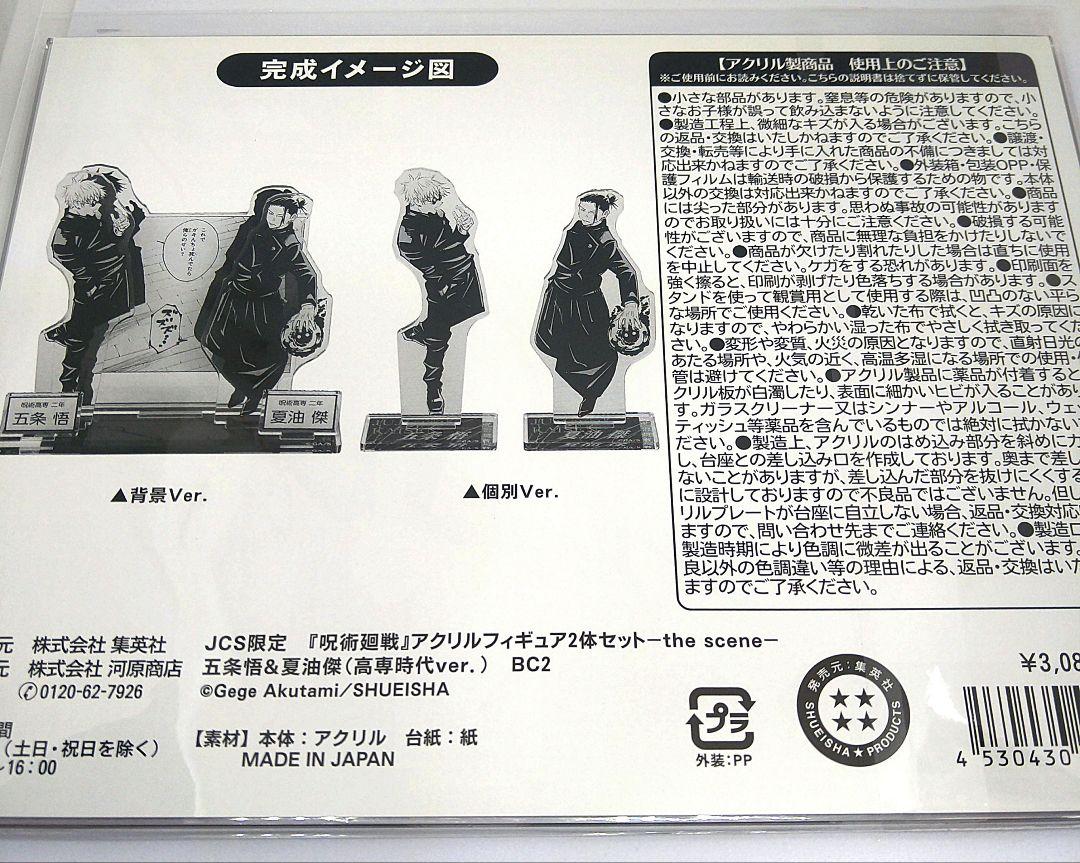 完成イメージ図
これで
ガキんちょ死んでたら
俺らのせい?
呪術高専 二年
五条 悟
呪術高専 二年
夏油 傑
五条 悟
夏油 傑
▲背景Ver.
▲個別Ver.
【アクリル製商品 使用上のご注意】
※ご使用前にお読みください。こちらの説明書は捨てずに保管してください。
●小さな部品があります。窒息等の危険がありますので、小
さなお子様が誤って飲み込まないように注意してください。
●製造工程上、微細なキズが入る場合がございます。こちら
の返品・交換はいたしかねますのでご了承ください。●譲渡・
交換・転売等により手に入れた商品の不備につきましては対
応出来かねますのでご了承ください。●外装箱・包装OPP・保
護フィルムは輸送時の破損から保護するための物です。本体
以外の交換は対応出来かねますのでご了承ください。●商品
には尖った部分があります。思わぬ事故の可能性があります
のでお取り扱いには十分にご注意ください。●破損する可能
性がございますので、商品に無理な負担をかけたりしないで
ください。●商品が欠けたり割れたりした場合は直ちに使用
を中止してください。ケガをする恐れがあります。●印刷面を
強く擦ると、印刷が剥げたり色落ちする場合があります。●ス
タンドを使って観賞用として使用する際は、凹凸のない平ら
な場所でご使用ください。●乾いた布で拭くと、キズの原因に
なりますので、やわらかい湿った布でやさしく拭き取ってくだ
さい。●変形や変質、火災の原因となりますので、直射日光の
あたる場所や、火気の近く、高温多湿になる場所での使用・
管は避けてください。●アクリル製品に薬品が付着すると
クリル板が白濁したり、表面に細かいヒビが入ることがあり
す。ガラスクリーナー又はシンナーやアルコール、ウェ
ティッシュ等薬品を含んでいるものでは絶対に拭かない
ださい。●製造上、アクリルのはめ込み部分を斜めにカ
し、台座との差し込み口を作成しております。奥まで差し
ないことがありますが、差し込んだ部分を抜けにくくする
に設計しておりますので不良品ではございません。但し
リルプレートが台座に自立しない場合、返品・交換対応
ますので、問い合わせ先までご連絡ください。●製造ロ
製造時期により色調に微差が出ることがございます。
良以外の色調違い等の理由による、返品・交換はいた
ますのでご了承ください。
元 株式会社 集英社
元 株式会社 河原商店
0120-62-7926
間
(土日・祝日を除く)
~16:00
JCS限定 『呪術廻戦』アクリルフィギュア2体セットーthe sceneー
五条悟&夏油傑(高専時代ver.) BC2
©Gege Akutami/SHUEISHA
【素材】本体:アクリル 台紙:紙
MADE IN JAPAN
プラ
外装:PP
発売元:集英社
SHUEISHA★PRODUCTS
¥3,08
4 530430